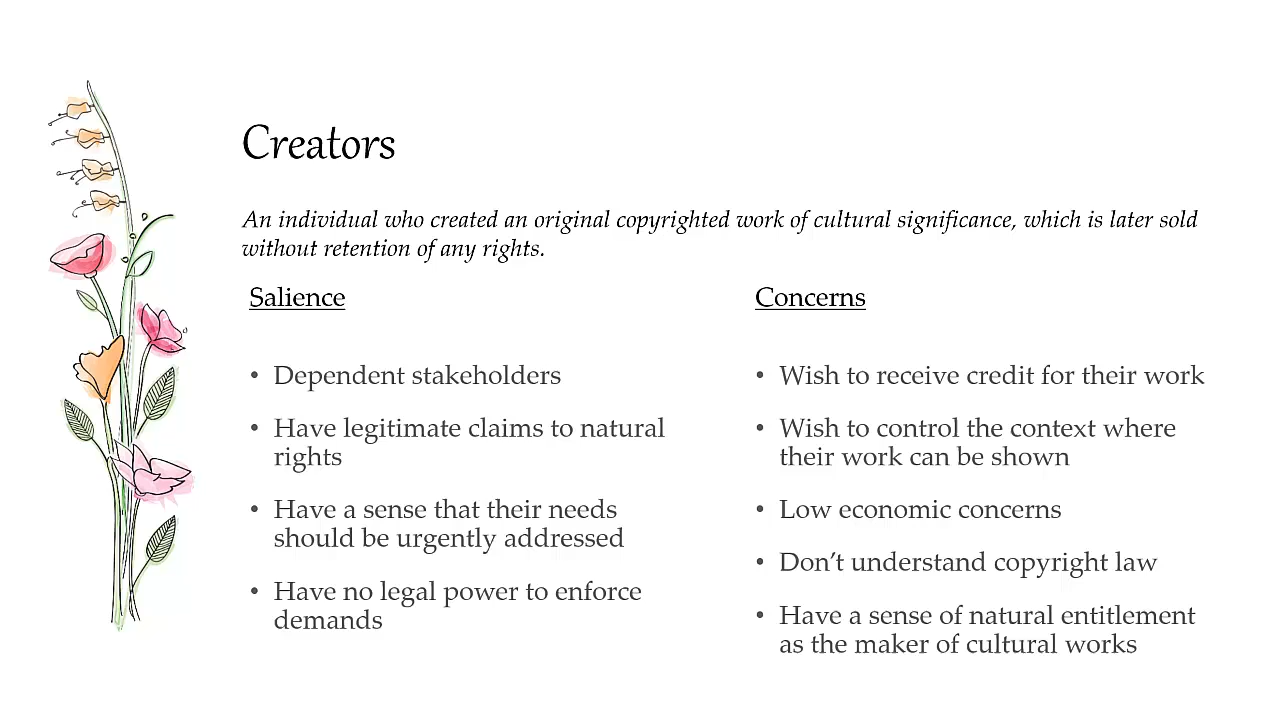 Creators
An individual who created an original copyrighted work of cultural significance, which is later sold
without retention of any rights.
Salience
• Dependent stakeholders
• Have legitimate claims to natural
rights
• Have a sense that their needs
should be urgently addressed
• Have no legal power to enforce
demands
Concerns
• Wish to receive credit for their work
• Wish to control the context where
their work can be shown
• Low economic concerns
• Don’t understand copyright law
• Have a sense of natural entitlement
as the maker of cultural works